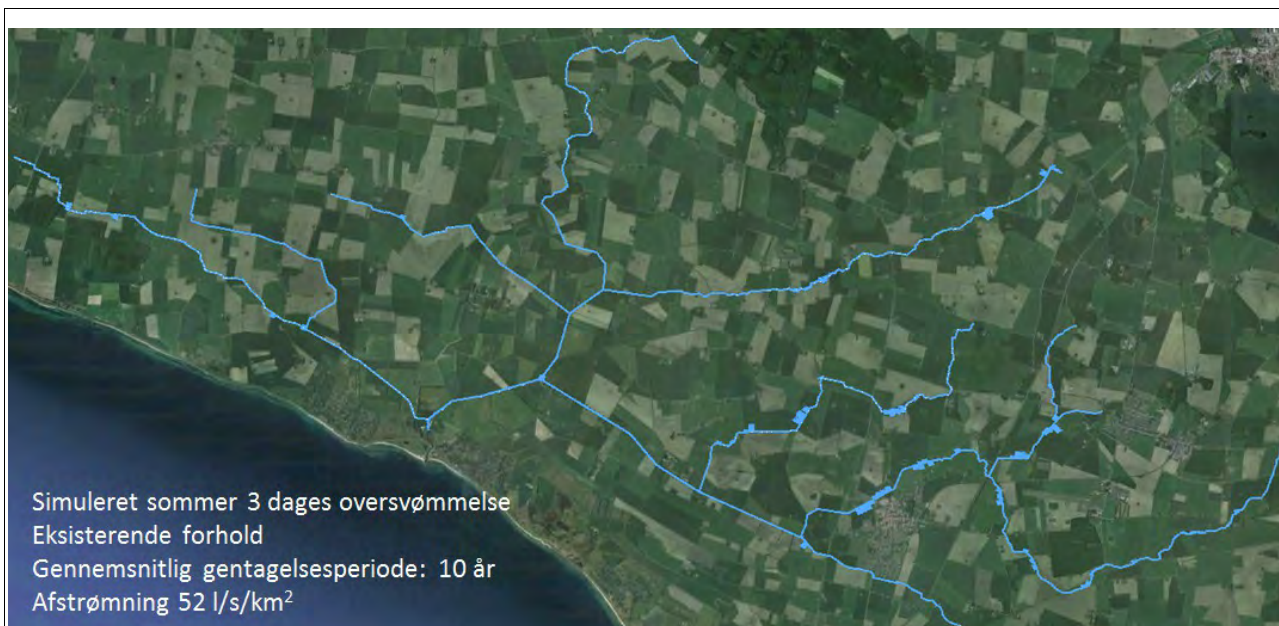 Simuleret sommer 3 dages oversvømmelse
Eksisterende forhold
Gennemsnitlig gentagelsesperiode: 10 år
Afstrømning 52 l/s/km²